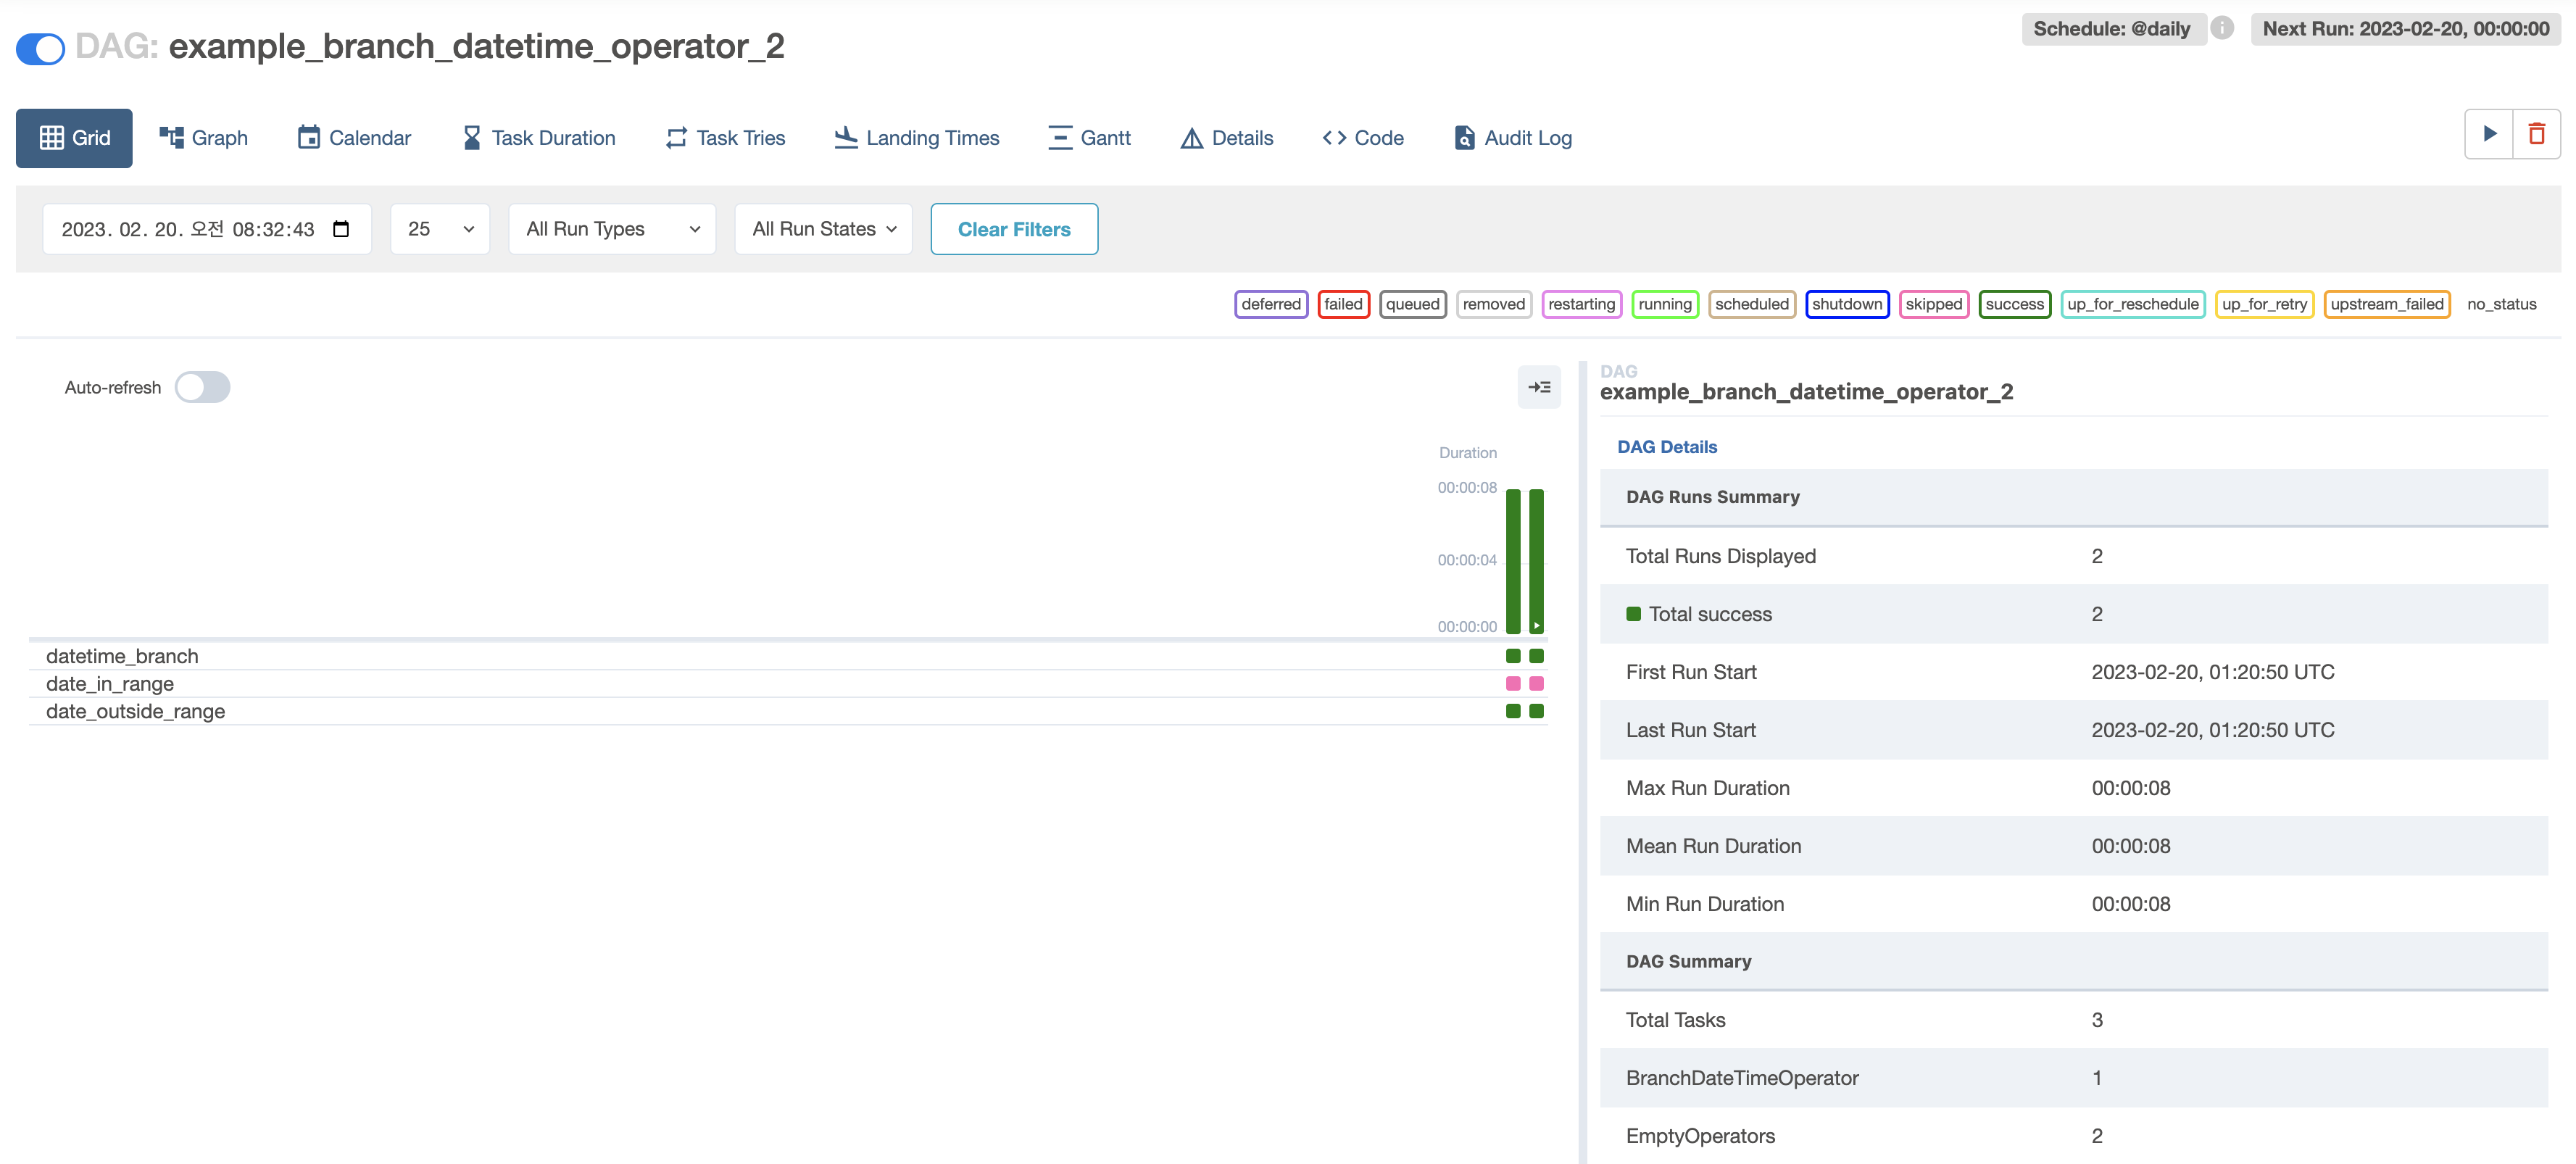 DAG: example_branch_datetime_operator_2
Schedule: @daily
Next Run: 2023-02-20, 00:00:00
Grid
Graph
Calendar
Task Duration
Task Tries
Landing Times
Gantt
Details
Code
Audit Log
2023. 02. 20. 오전 08:32:43
25
All Run Types
All Run States
Clear Filters
deferred
failed
queued
removed
restarting
running
scheduled
shutdown
skipped
success
up_for_reschedule
up_for_retry
upstream_failed
no_status
Auto-refresh
Duration
00:00:08
00:00:04
00:00:00
datetime_branch
date_in_range
date_outside_range
DAG
example_branch_datetime_operator_2
DAG Details
DAG Runs Summary
Total Runs Displayed 2
Total success 2
First Run Start 2023-02-20, 01:20:50 UTC
Last Run Start 2023-02-20, 01:20:50 UTC
Max Run Duration 00:00:08
Mean Run Duration 00:00:08
Min Run Duration 00:00:08
DAG Summary
Total Tasks 3
BranchDateTimeOperator 1
EmptyOperators 2